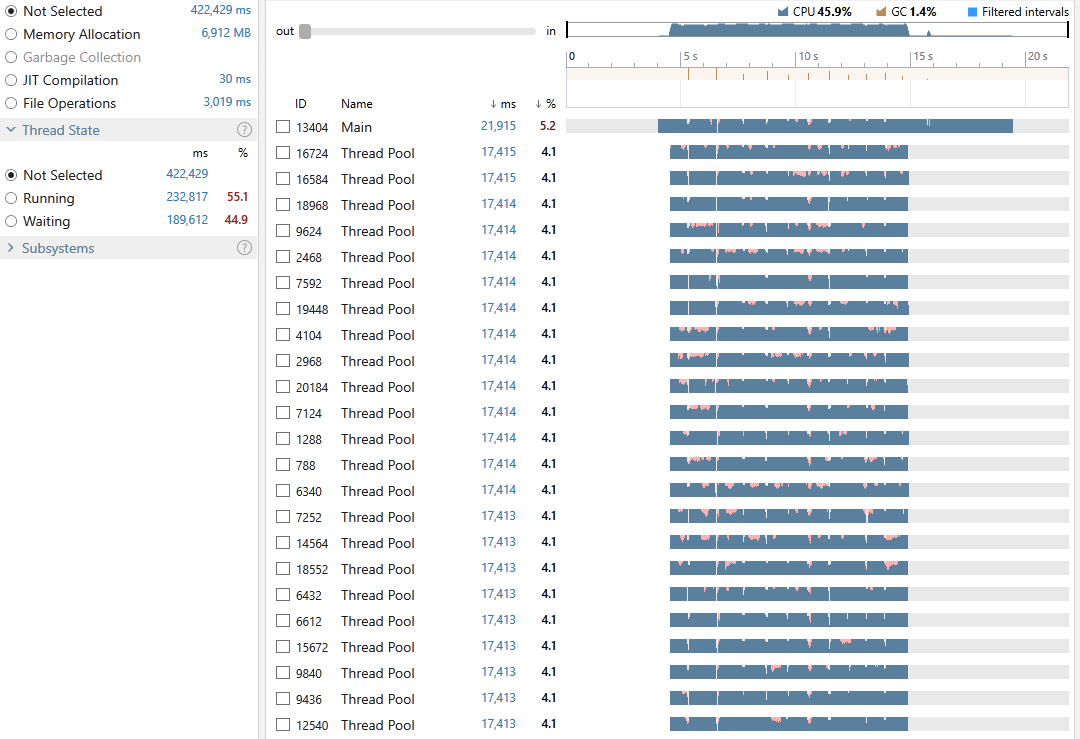 Not Selected 422,429 ms
Memory Allocation 6,912 MB
Garbage Collection
JIT Compilation 30 ms
File Operations 3,019 ms
Thread State ?
ms %
Not Selected 422,429
Running 232,817 55.1
Waiting 189,612 44.9
Subsystems ?
CPU 45.9% GC 1.4% Filtered intervals
out in
0 5 s 10 s 15 s 20 s
ID Name ↓ ms ↓ %
13404 Main 21,915 5.2
16724 Thread Pool 17,415 4.1
16584 Thread Pool 17,415 4.1
18968 Thread Pool 17,414 4.1
9624 Thread Pool 17,414 4.1
2468 Thread Pool 17,414 4.1
7592 Thread Pool 17,414 4.1
19448 Thread Pool 17,414 4.1
4104 Thread Pool 17,414 4.1
2968 Thread Pool 17,414 4.1
20184 Thread Pool 17,414 4.1
7124 Thread Pool 17,414 4.1
1288 Thread Pool 17,414 4.1
788 Thread Pool 17,414 4.1
6340 Thread Pool 17,414 4.1
7252 Thread Pool 17,413 4.1
14564 Thread Pool 17,413 4.1
18552 Thread Pool 17,413 4.1
6432 Thread Pool 17,413 4.1
6612 Thread Pool 17,413 4.1
15672 Thread Pool 17,413 4.1
9840 Thread Pool 17,413 4.1
9436 Thread Pool 17,413 4.1
12540 Thread Pool 17,413 4.1